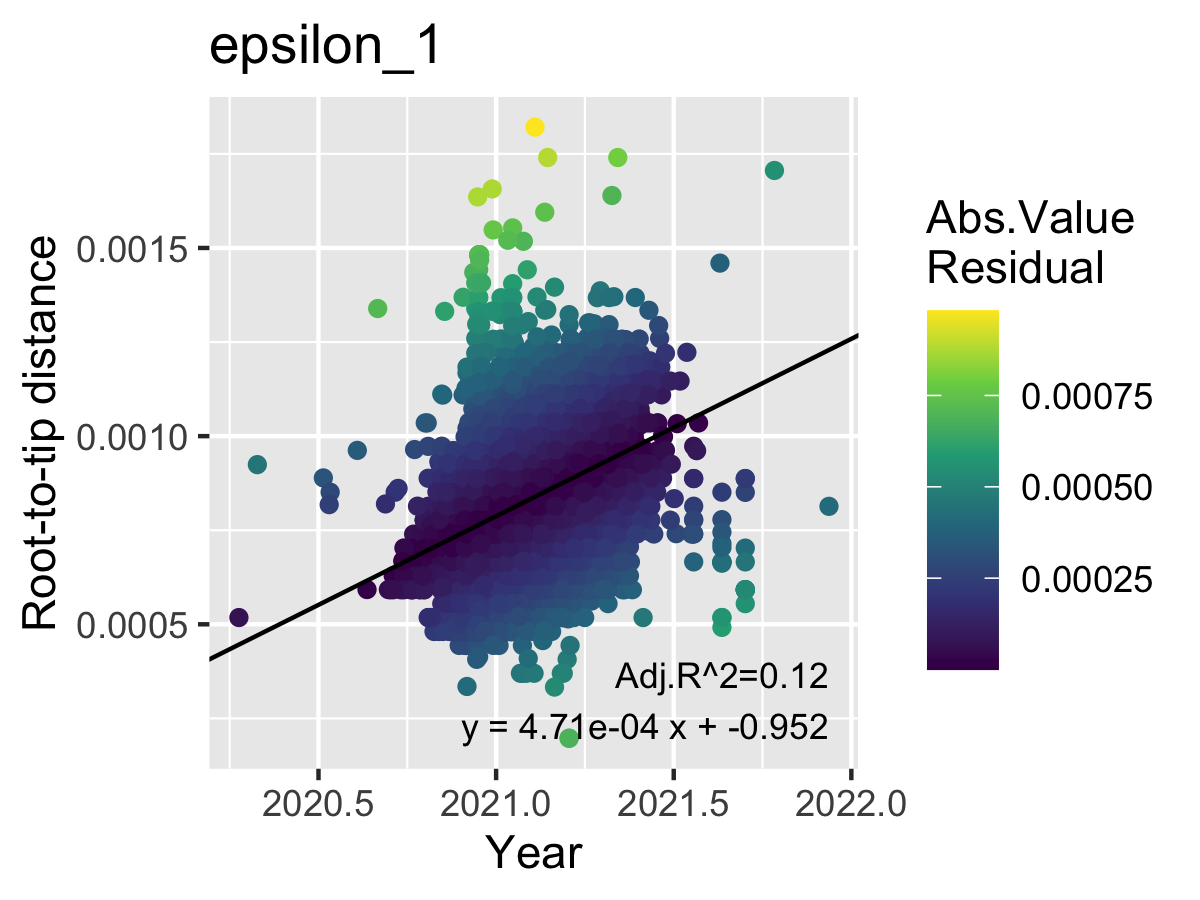 epsilon_1
Root-to-tip distance
0.0015
0.0010
0.0005
Adj.R^2=0.12
y = 4.71e-04 x + -0.952
2020.5
2021.0
2021.5
2022.0
Year
Abs.Value
Residual
0.00075
0.00050
0.00025